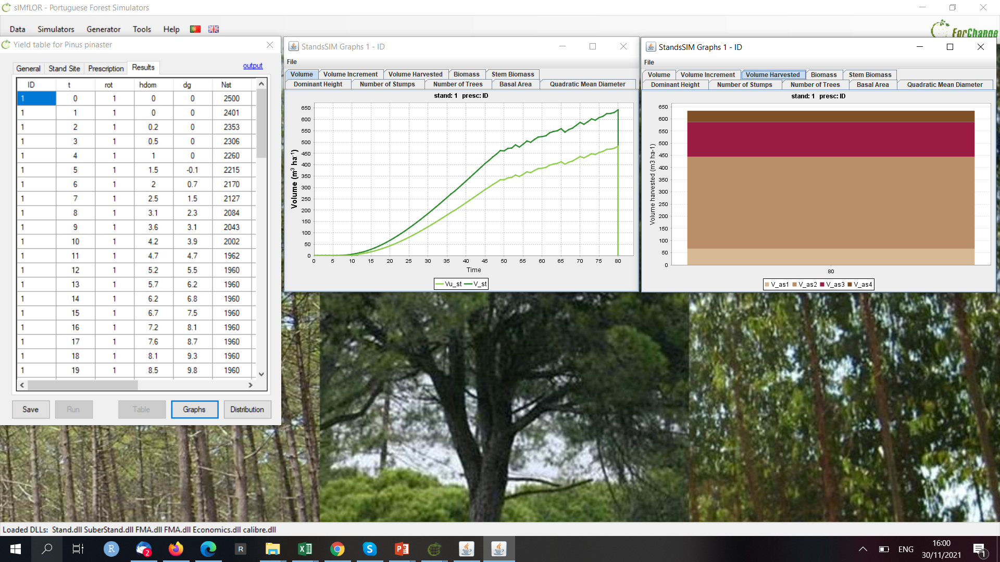 sIMfLOR - Portuguese Forest Simulators
Data Simulators Generator Tools Help
ForChange
Yield table for Pinus pinaster
General Stand Site Prescription Results output
ID t rot hdom dg Nst
1 0 1 0 0 2500
1 1 1 0 0 2401
1 2 1 0.2 0 2353
1 3 1 0.5 0 2306
1 4 1 1 0 2260
1 5 1 1.5 -0.1 2215
1 6 1 2 0.7 2170
1 7 1 2.5 1.5 2127
1 8 1 3.1 2.3 2084
1 9 1 3.6 3.1 2043
1 10 1 4.2 3.9 2002
1 11 1 4.7 4.7 1962
1 12 1 5.2 5.5 1960
1 13 1 5.7 6.2 1960
1 14 1 6.2 6.8 1960
1 15 1 6.7 7.5 1960
1 16 1 7.2 8.1 1960
1 17 1 7.6 8.7 1960
1 18 1 8.1 9.3 1960
1 19 1 8.5 9.8 1960
Save Run Table Graphs Distribution
StandsSIM Graphs 1 - ID
File
Volume Volume Increment Volume Harvested Biomass Stem Biomass
Dominant Height Number of Stumps Number of Trees Basal Area Quadratic Mean Diameter
stand: 1 presc: ID
Volume (m³ ha⁻¹)
650
600
550
500
450
400
350
300
250
200
150
100
50
0
0 5 10 15 20 25 30 35 40 45 50 55 60 65 70 75 80
Time
Vu_st V_st
StandsSIM Graphs 1 - ID
File
Volume Volume Increment Volume Harvested Biomass Stem Biomass
Dominant Height Number of Stumps Number of Trees Basal Area Quadratic Mean Diameter
stand: 1 presc: ID
Volume harvested (m3 ha-1)
650
600
550
500
450
400
350
300
250
200
150
100
50
0
80
V_as1 V_as2 V_as3 V_as4
Loaded DLLs: Stand.dll SuberStand.dll FMA.dll FMA.dll Economics.dll calibre.dll
R 2 R X S P ENG 16:00
30/11/2021 1